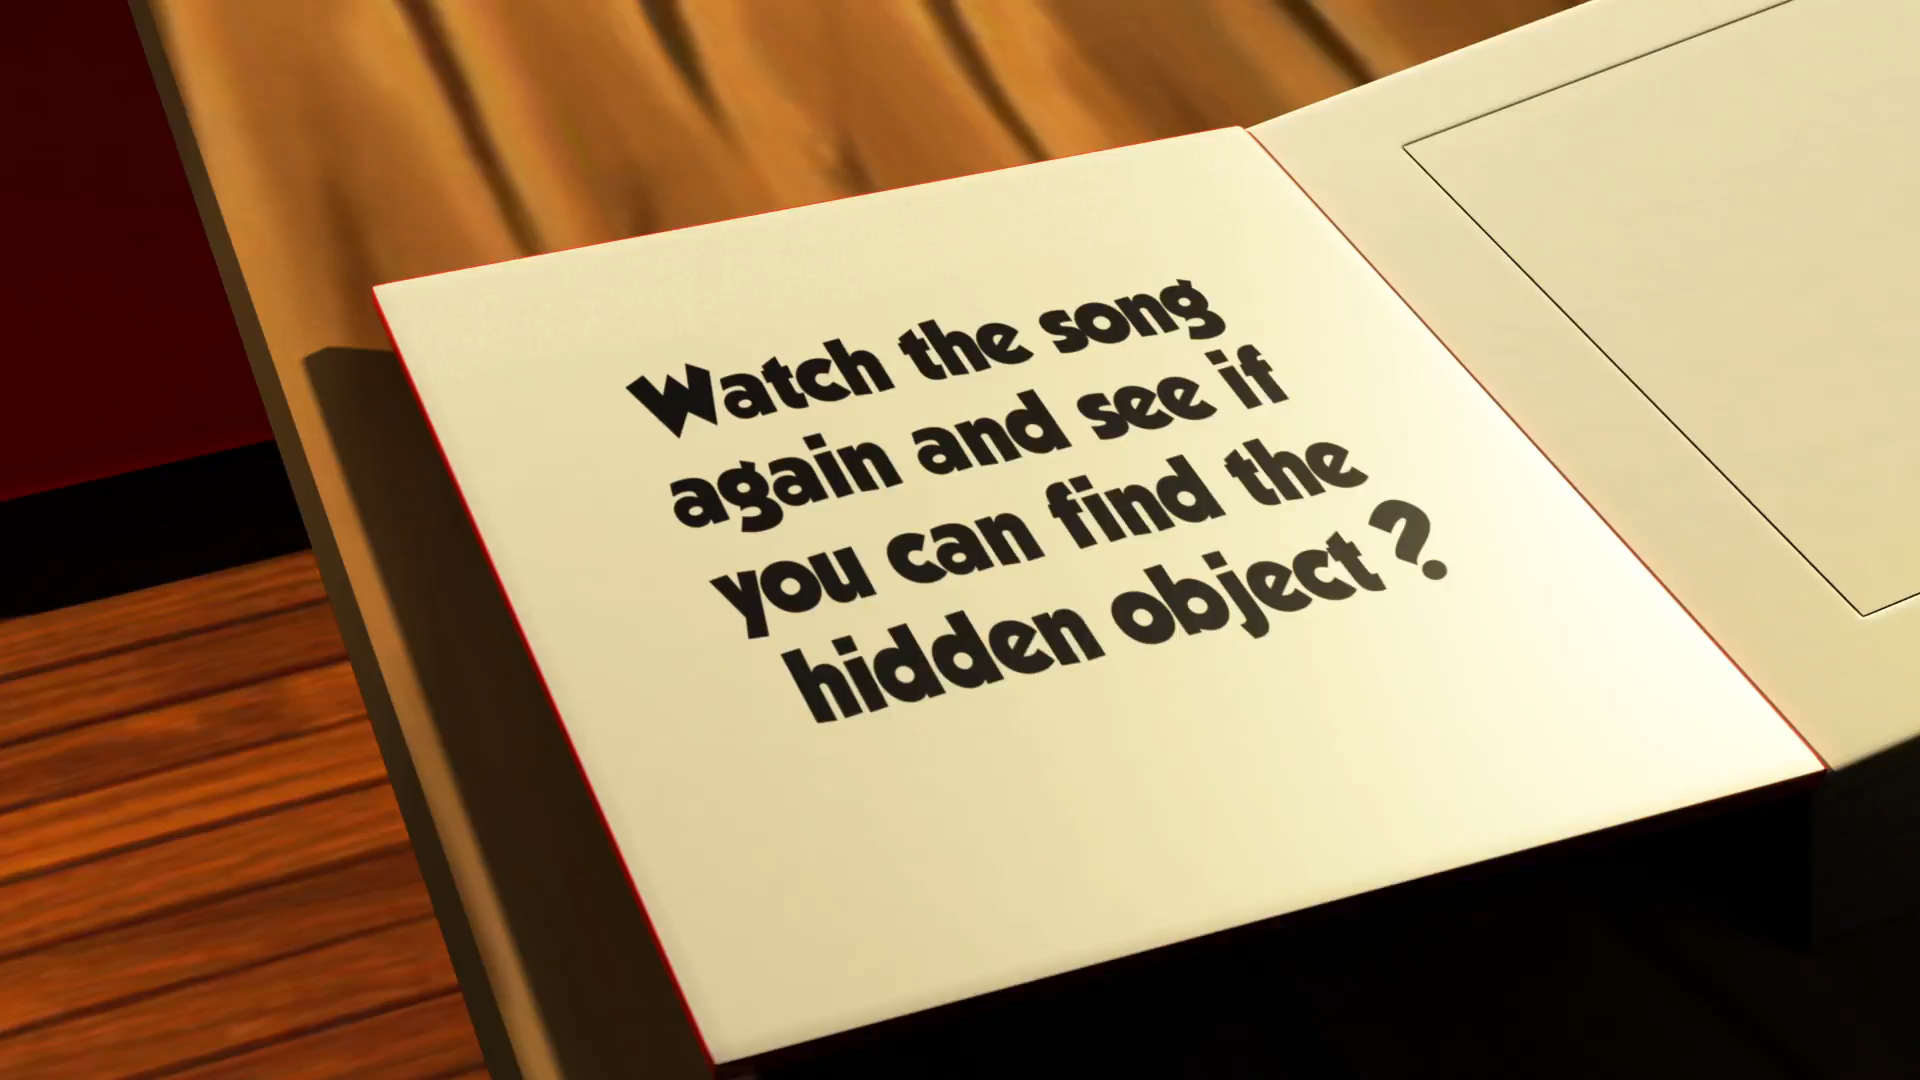 Watch the song
again and see if
you can find the
hidden object?